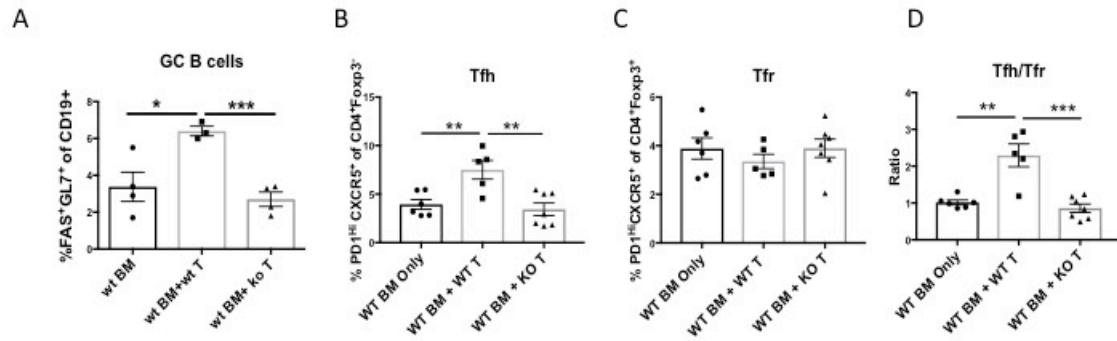 A
GC B cells
%FAS⁺GL7⁺ of CD19+
8
6
4
2
0
*
***
wt BM
wt BM+wt T
wt BM+ ko T
B
Tfh
% PD1ᴴⁱ CXCR5⁺ of CD4⁺Foxp3⁻
15
10
5
0
**
**
WT BM Only
WT BM + WT T
WT BM + KO T
C
Tfr
% PD1ᴴⁱCXCR5⁺ of CD4⁺Foxp3⁺
6
4
2
0
WT BM Only
WT BM + WT T
WT BM + KO T
D
Tfh/Tfr
Ratio
4
3
2
1
0
**
***
WT BM Only
WT BM + WT T
WT BM + KO T